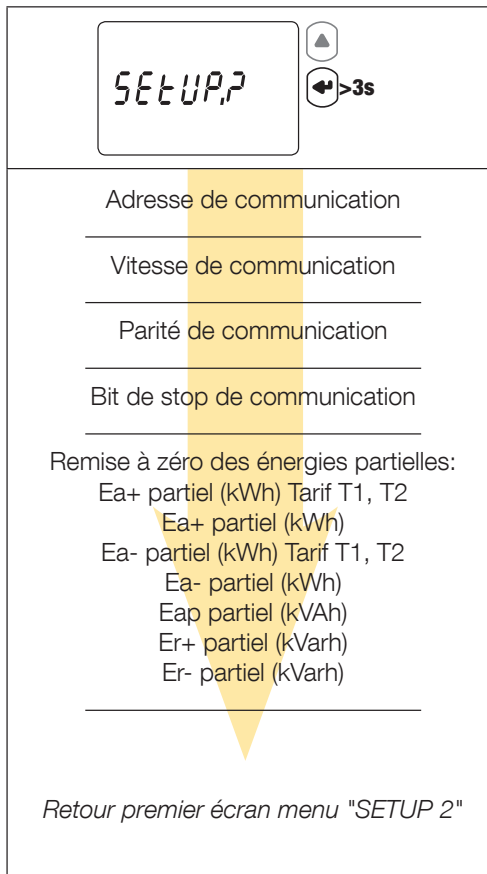 SEtUP.?
>3s
Adresse de communication
Vitesse de communication
Parité de communication
Bit de stop de communication
Remise à zéro des énergies partielles:
Ea+ partiel (kWh) Tarif T1, T2
Ea+ partiel (kWh)
Ea- partiel (kWh) Tarif T1, T2
Ea- partiel (kWh)
Eap partiel (kVAh)
Er+ partiel (kVarh)
Er- partiel (kVarh)
Retour premier écran menu "SETUP 2"